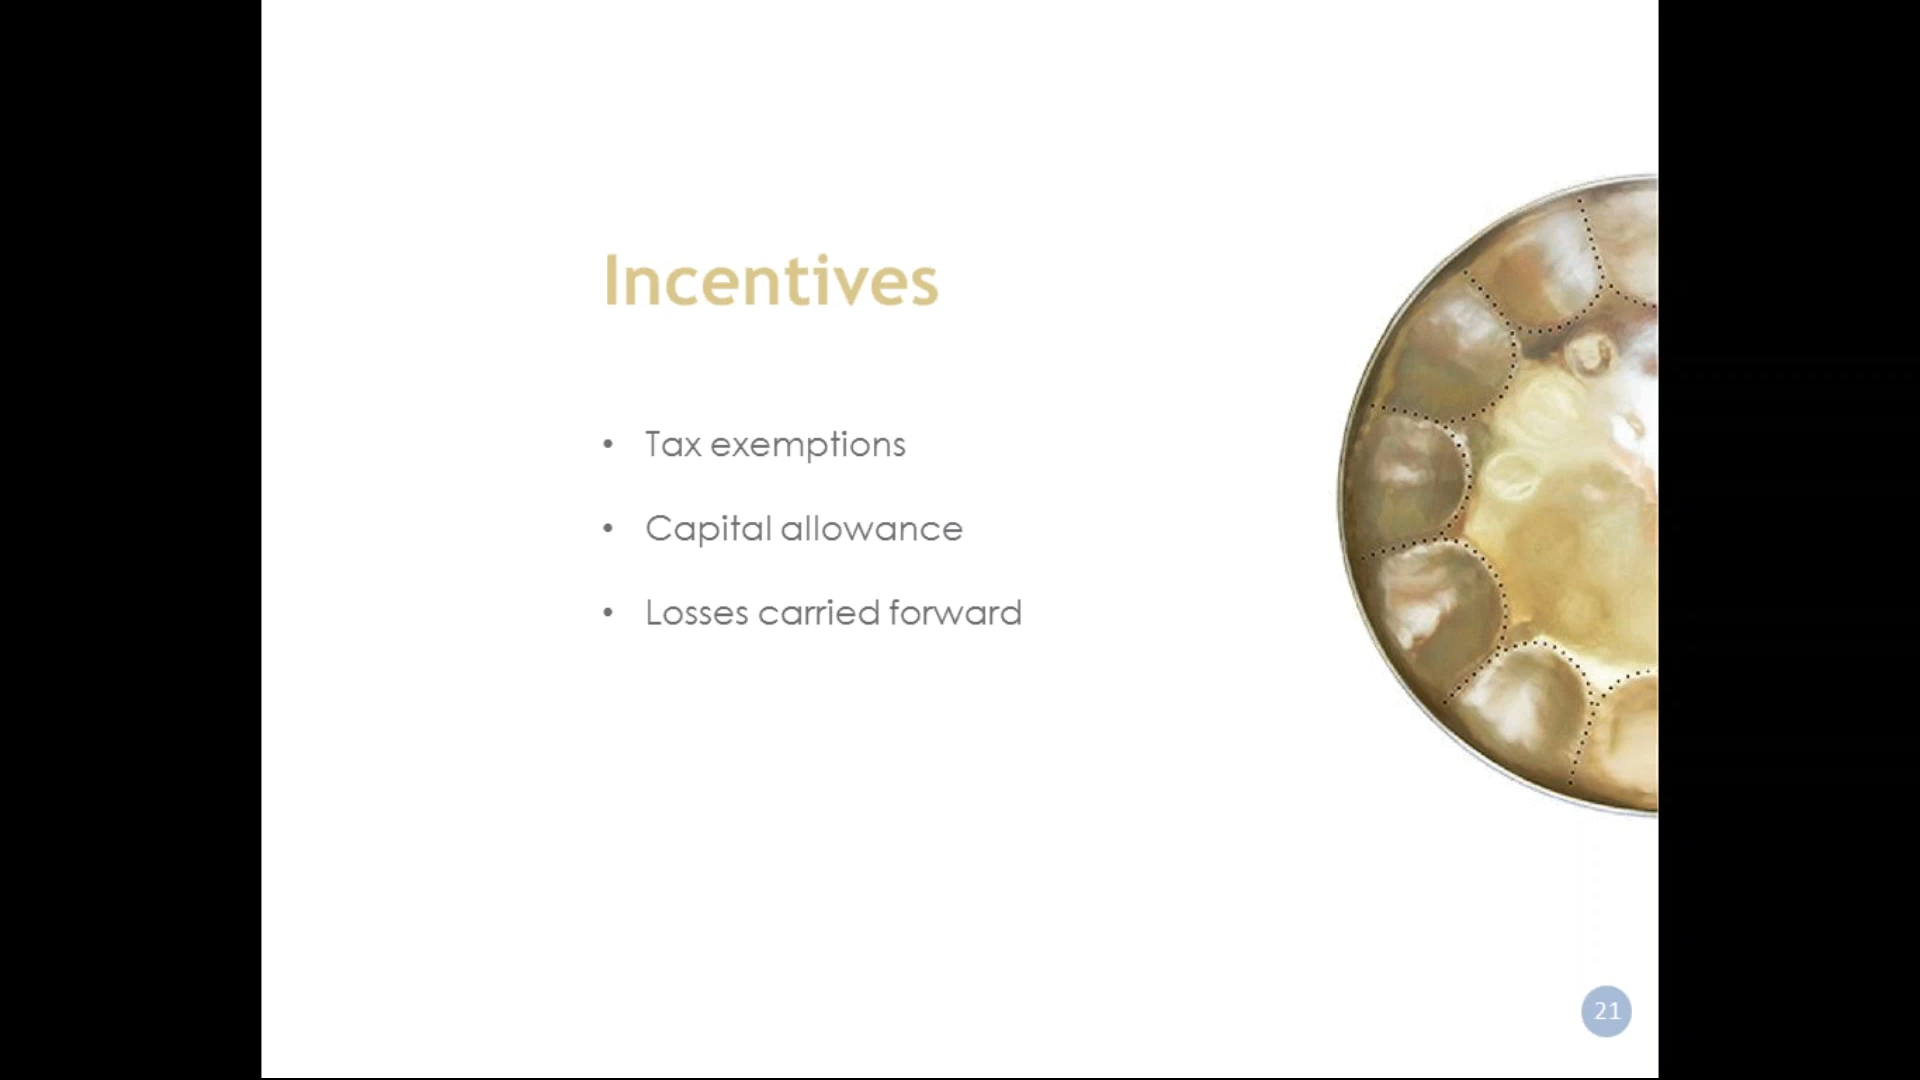 Incentives
• Tax exemptions
• Capital allowance
• Losses carried forward
21